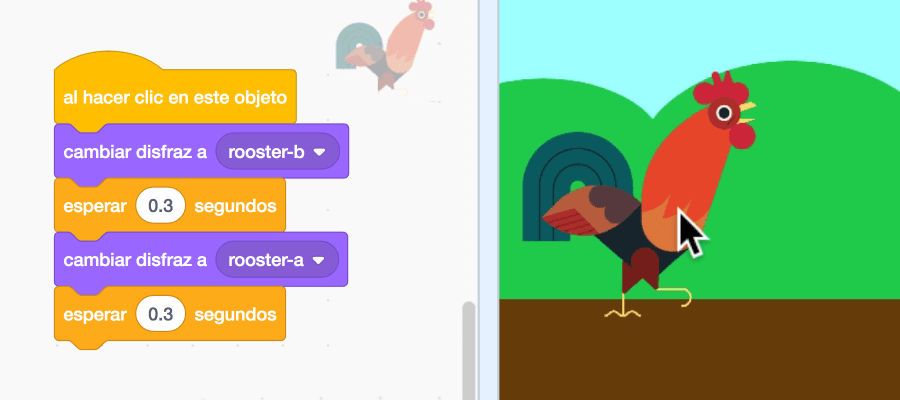 al hacer clic en este objeto
cambiar disfraz a rooster-b
esperar 0.3 segundos
cambiar disfraz a rooster-a
esperar 0.3 segundos